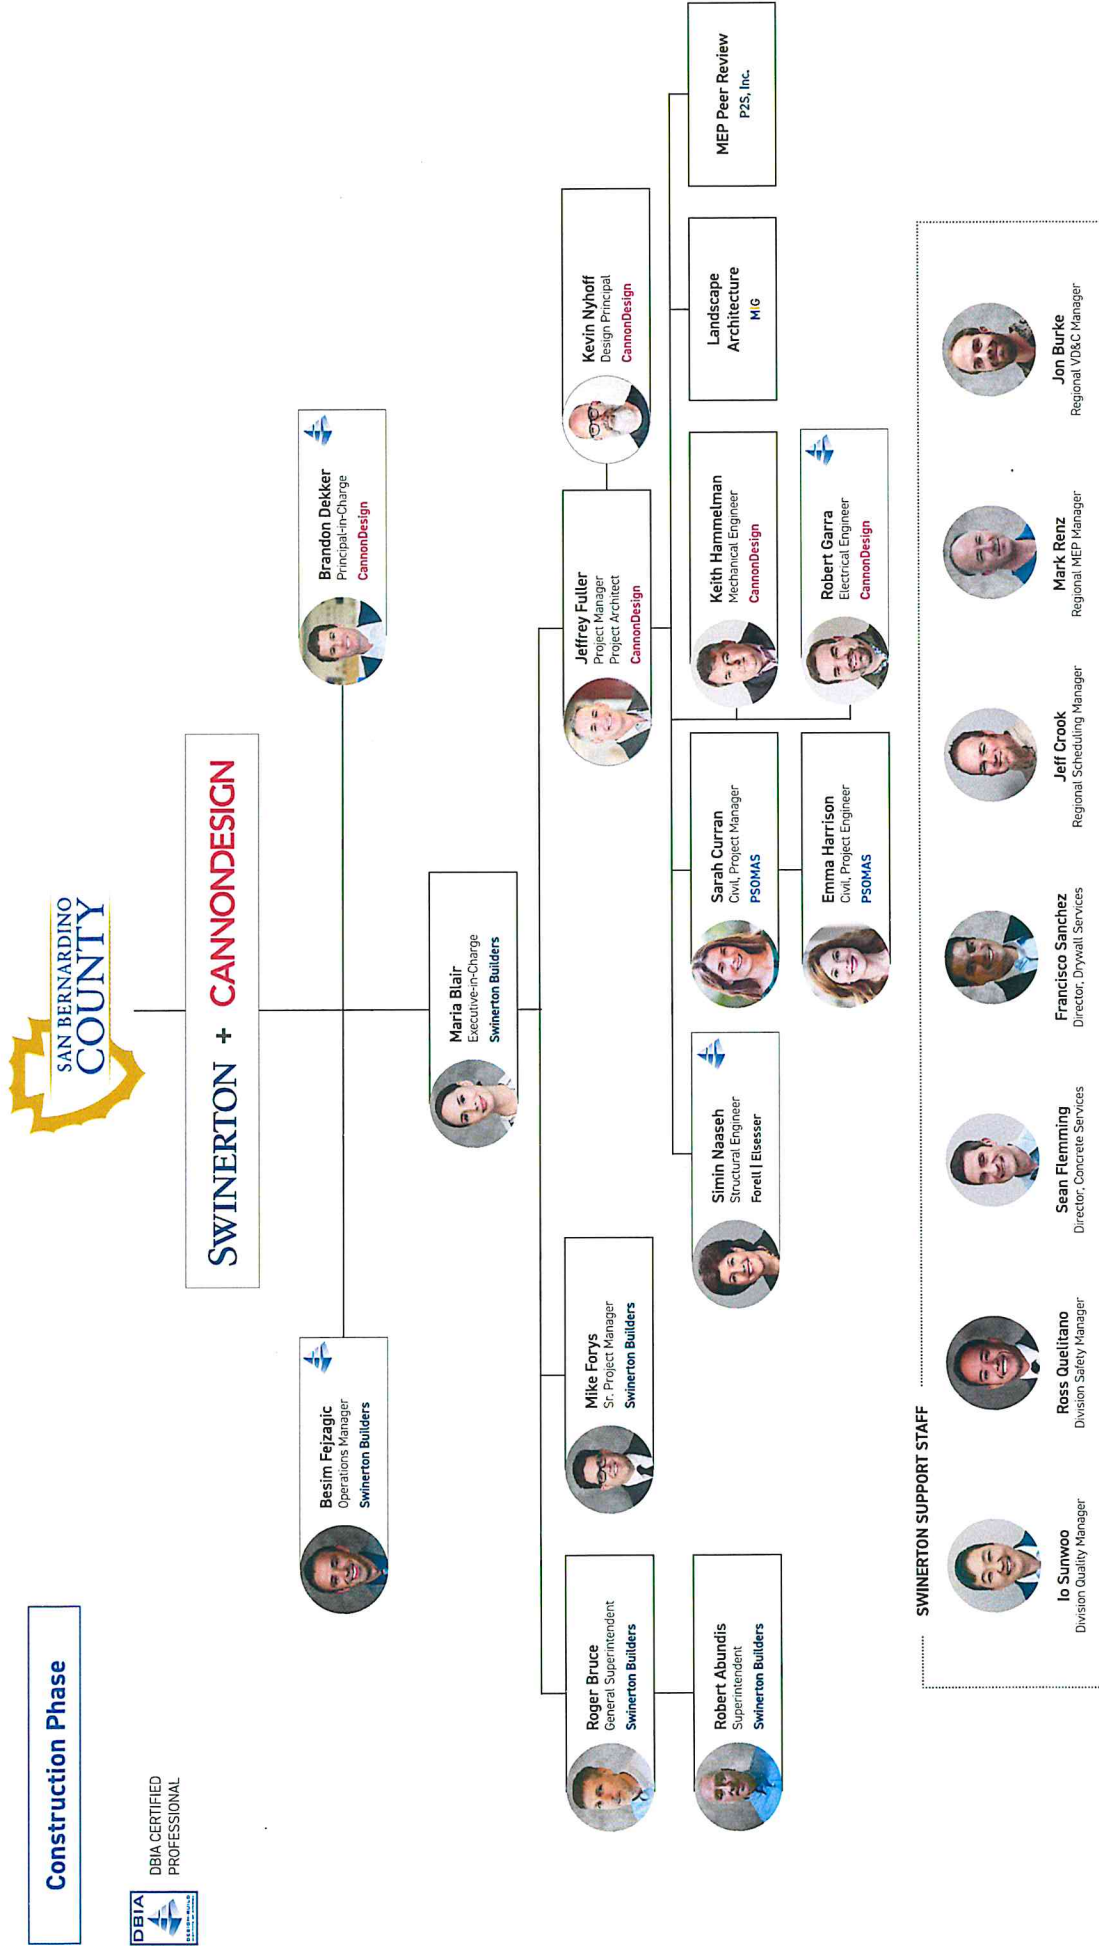 Construction Phase
DBIA
DBIA CERTIFIED
PROFESSIONAL
SAN BERNARDINO
COUNTY
SWINERTON + CANNONDESIGN
Besim Fejzagic
Operations Manager
Swinerton Builders
Brandon Dekker
Principal-in-Charge
CannonDesign
Maria Blair
Executive-in-Charge
Swinerton Builders
Roger Bruce
General Superintendent
Swinerton Builders
Mike Forys
Sr. Project Manager
Swinerton Builders
Jeffrey Fuller
Project Manager
Project Architect
CannonDesign
Kevin Nyhoff
Design Principal
CannonDesign
Robert Abundis
Superintendent
Swinerton Builders
Simin Naaseh
Structural Engineer
Forell | Elsesser
Sarah Curran
Civil, Project Manager
PSOMAS
Keith Hammelman
Mechanical Engineer
CannonDesign
Landscape
Architecture
MIG
MEP Peer Review
P2S, Inc.
Emma Harrison
Civil, Project Engineer
PSOMAS
Robert Garra
Electrical Engineer
CannonDesign
SWINERTON SUPPORT STAFF
Io Sunwoo
Division Quality Manager
Ross Quelitano
Division Safety Manager
Sean Flemming
Director, Concrete Services
Francisco Sanchez
Director, Drywall Services
Jeff Crook
Regional Scheduling Manager
Mark Renz
Regional MEP Manager
Jon Burke
Regional VD&C Manager